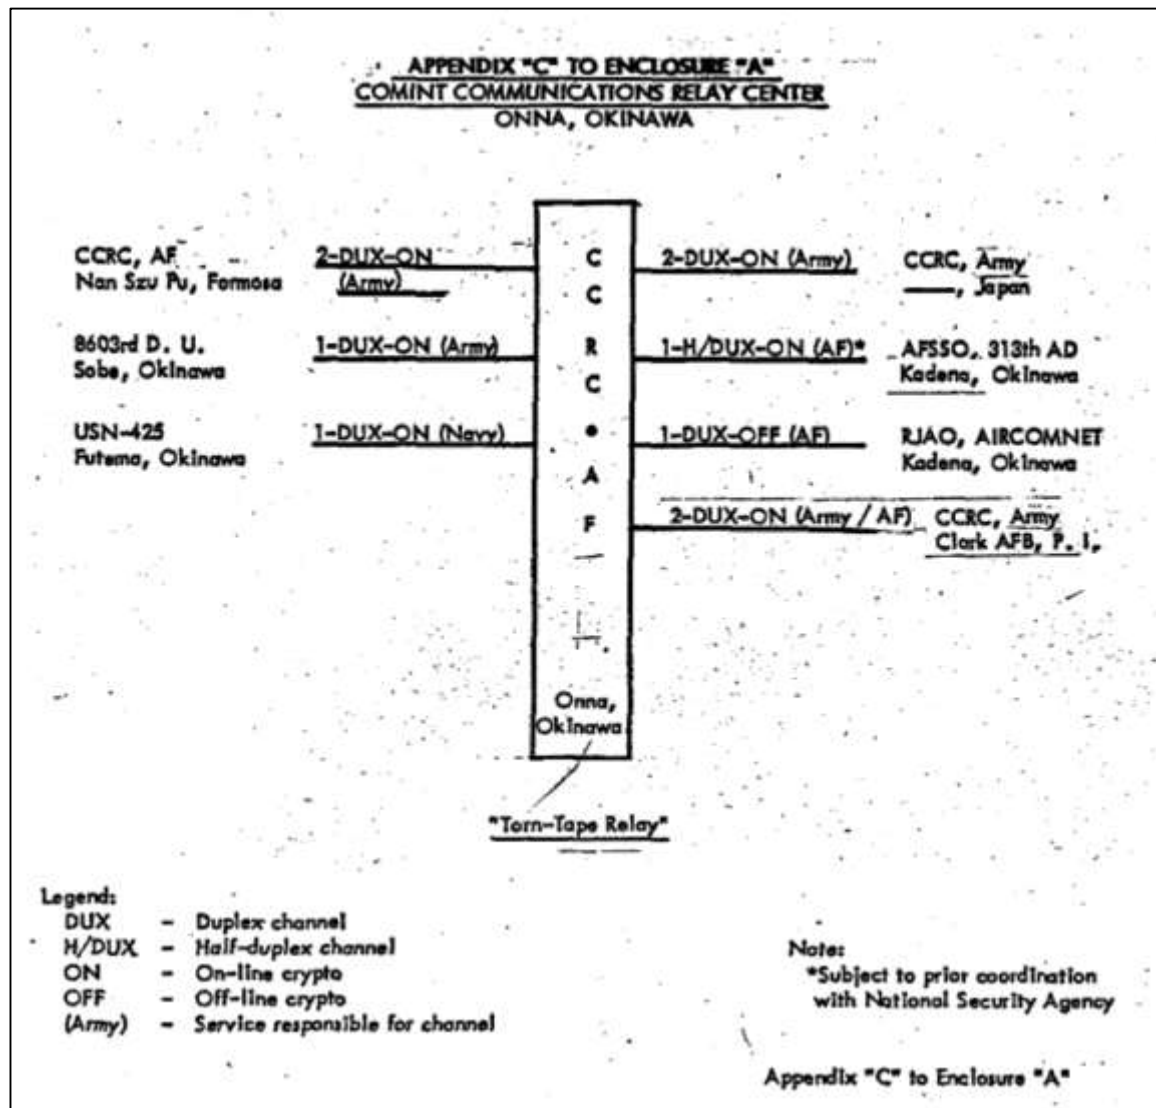 APPENDIX "C" TO ENCLOSURE "A"
COMINT COMMUNICATIONS RELAY CENTER
ONNA, OKINAWA
CCRC, AF
Nan Szu Pu, Formosa
2-DUX-ON
(Army)
8603rd D. U.
Sobe, Okinawa
1-DUX-ON (Army)
USN-425
Futema, Okinawa
1-DUX-ON (Navy)
C
C
R
C
•
A
F
Onna,
Okinawa
2-DUX-ON (Army)
CCRC, Army
, Japan
1-H/DUX-ON (AF)*
AFSSO, 313th AD
Kadena, Okinawa
1-DUX-OFF (AF)
RJAO, AIRCOMNET
Kadena, Okinawa
2-DUX-ON (Army / AF)
CCRC, Army
Clark AFB, P. I.
"Torn-Tape Relay"
Legend:
DUX - Duplex channel
H/DUX - Half-duplex channel
ON - On-line crypto
OFF - Off-line crypto
(Army) - Service responsible for channel
Note:
*Subject to prior coordination
with National Security Agency
Appendix "C" to Enclosure "A"